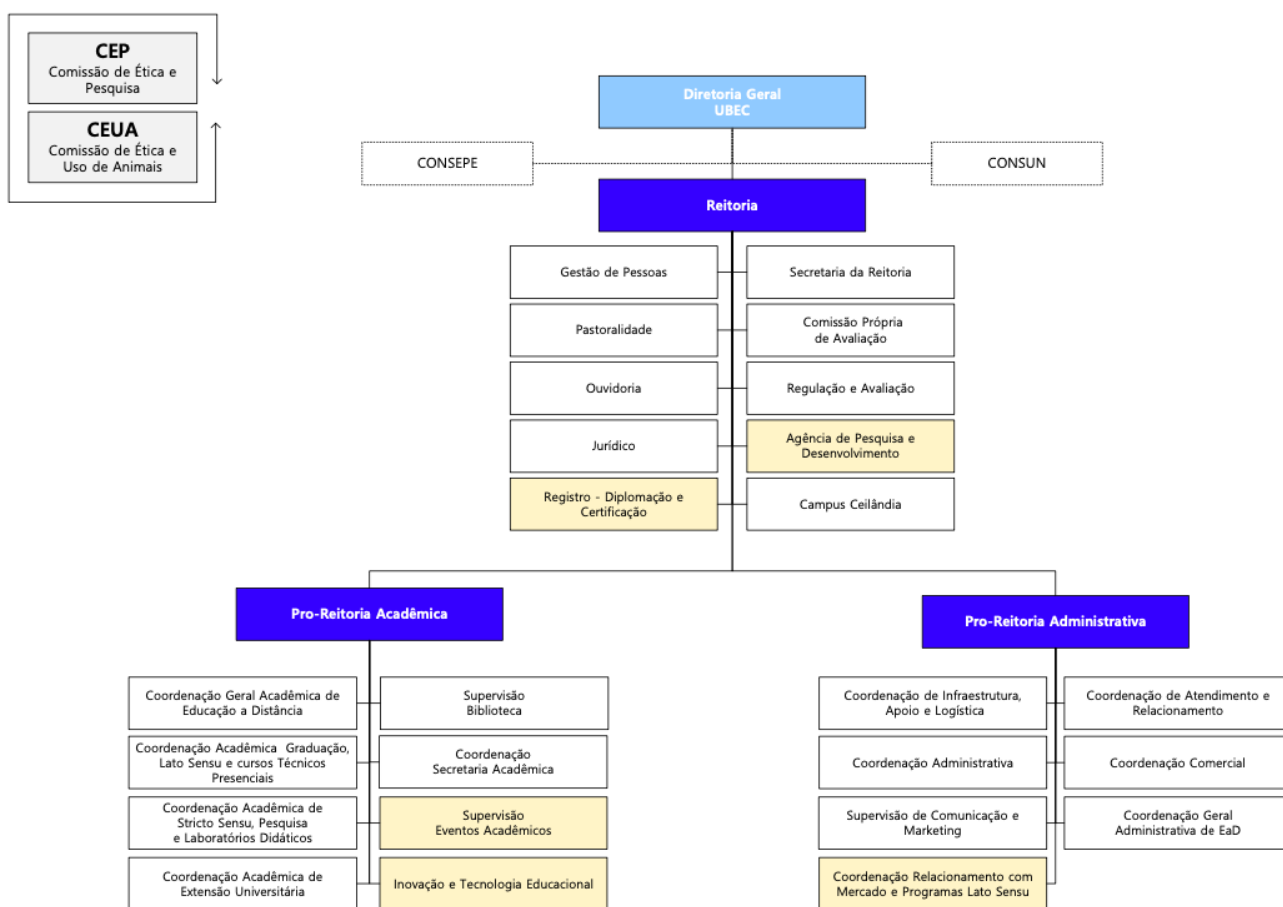 CEP
Comissão de Ética e
Pesquisa
CEUA
Comissão de Ética e
Uso de Animais
Diretoria Geral
UBEC
CONSEPE
CONSUN
Reitoria
Gestão de Pessoas
Secretaria da Reitoria
Pastoralidade
Comissão Própria
de Avaliação
Ouvidoria
Regulação e Avaliação
Jurídico
Agência de Pesquisa e
Desenvolvimento
Registro - Diplomação e
Certificação
Campus Ceilândia
Pro-Reitoria Acadêmica
Pro-Reitoria Administrativa
Coordenação Geral Acadêmica de
Educação a Distância
Supervisão
Biblioteca
Coordenação Acadêmica Graduação,
Lato Sensu e cursos Técnicos
Presenciais
Coordenação
Secretaria Acadêmica
Coordenação Acadêmica de
Stricto Sensu, Pesquisa
e Laboratórios Didáticos
Supervisão
Eventos Acadêmicos
Coordenação Acadêmica de
Extensão Universitária
Inovação e Tecnologia Educacional
Coordenação de Infraestrutura,
Apoio e Logística
Coordenação de Atendimento e
Relacionamento
Coordenação Administrativa
Coordenação Comercial
Supervisão de Comunicação e
Marketing
Coordenação Geral
Administrativa de EaD
Coordenação Relacionamento com
Mercado e Programas Lato Sensu